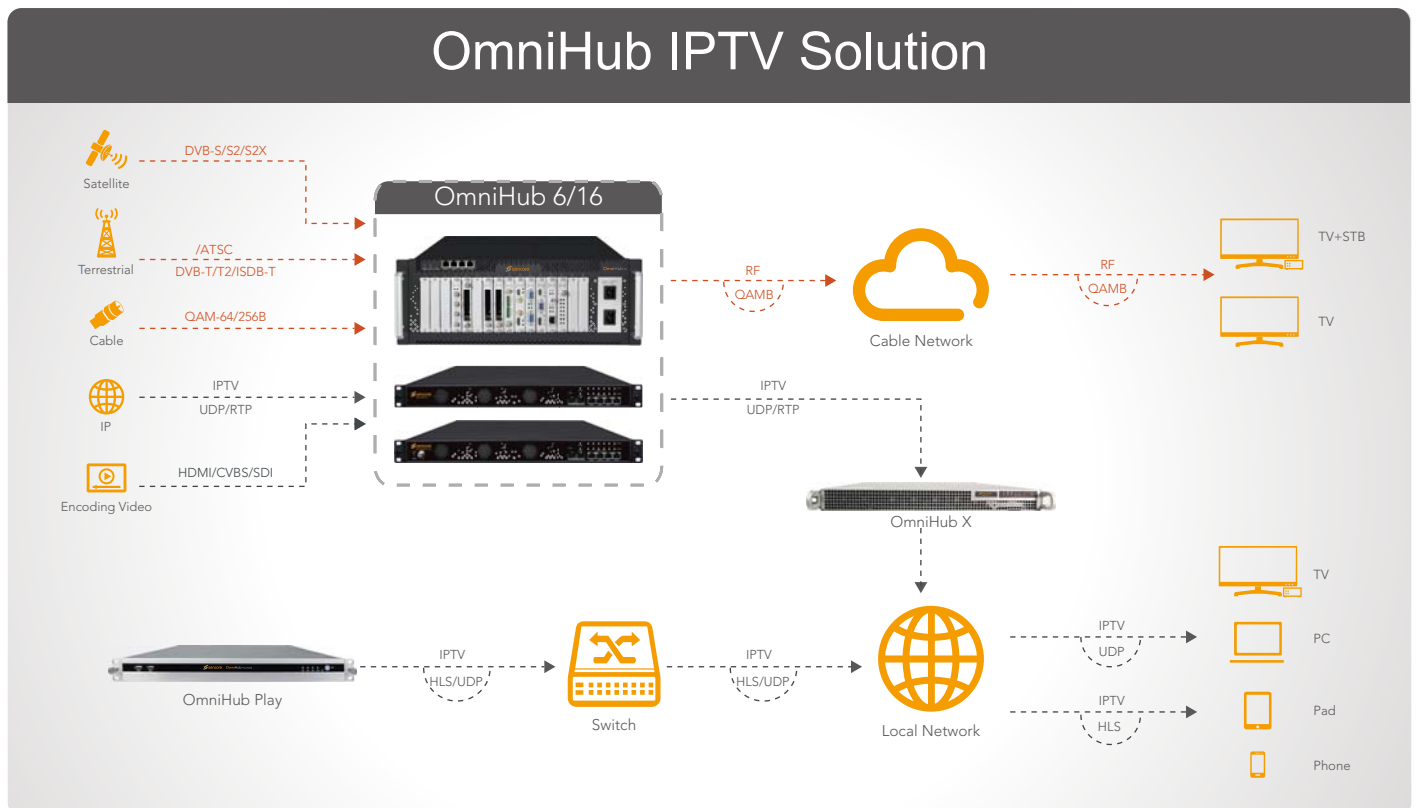 OmniHub IPTV Solution
Satellite
DVB-S/S2/S2X
Terrestrial
/ATSC
DVB-T/T2/ISDB-T
Cable
QAM-64/256B
IP
IPTV
UDP/RTP
Encoding Video
HDMI/CVBS/SDI
OmniHub 6/16
RF
QAMB
Cable Network
RF
QAMB
TV+STB
TV
IPTV
UDP/RTP
OmniHub X
OmniHub Play
IPTV
HLS/UDP
Switch
IPTV
HLS/UDP
Local Network
IPTV
UDP
IPTV
HLS
TV
PC
Pad
Phone